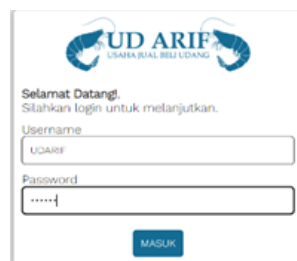 UD ARIF
USAHA JUAL BELI UDANG
Selamat Datang!,
Silahkan login untuk melanjutkan.
Username
UDARIF
Password
••••••
MASUK